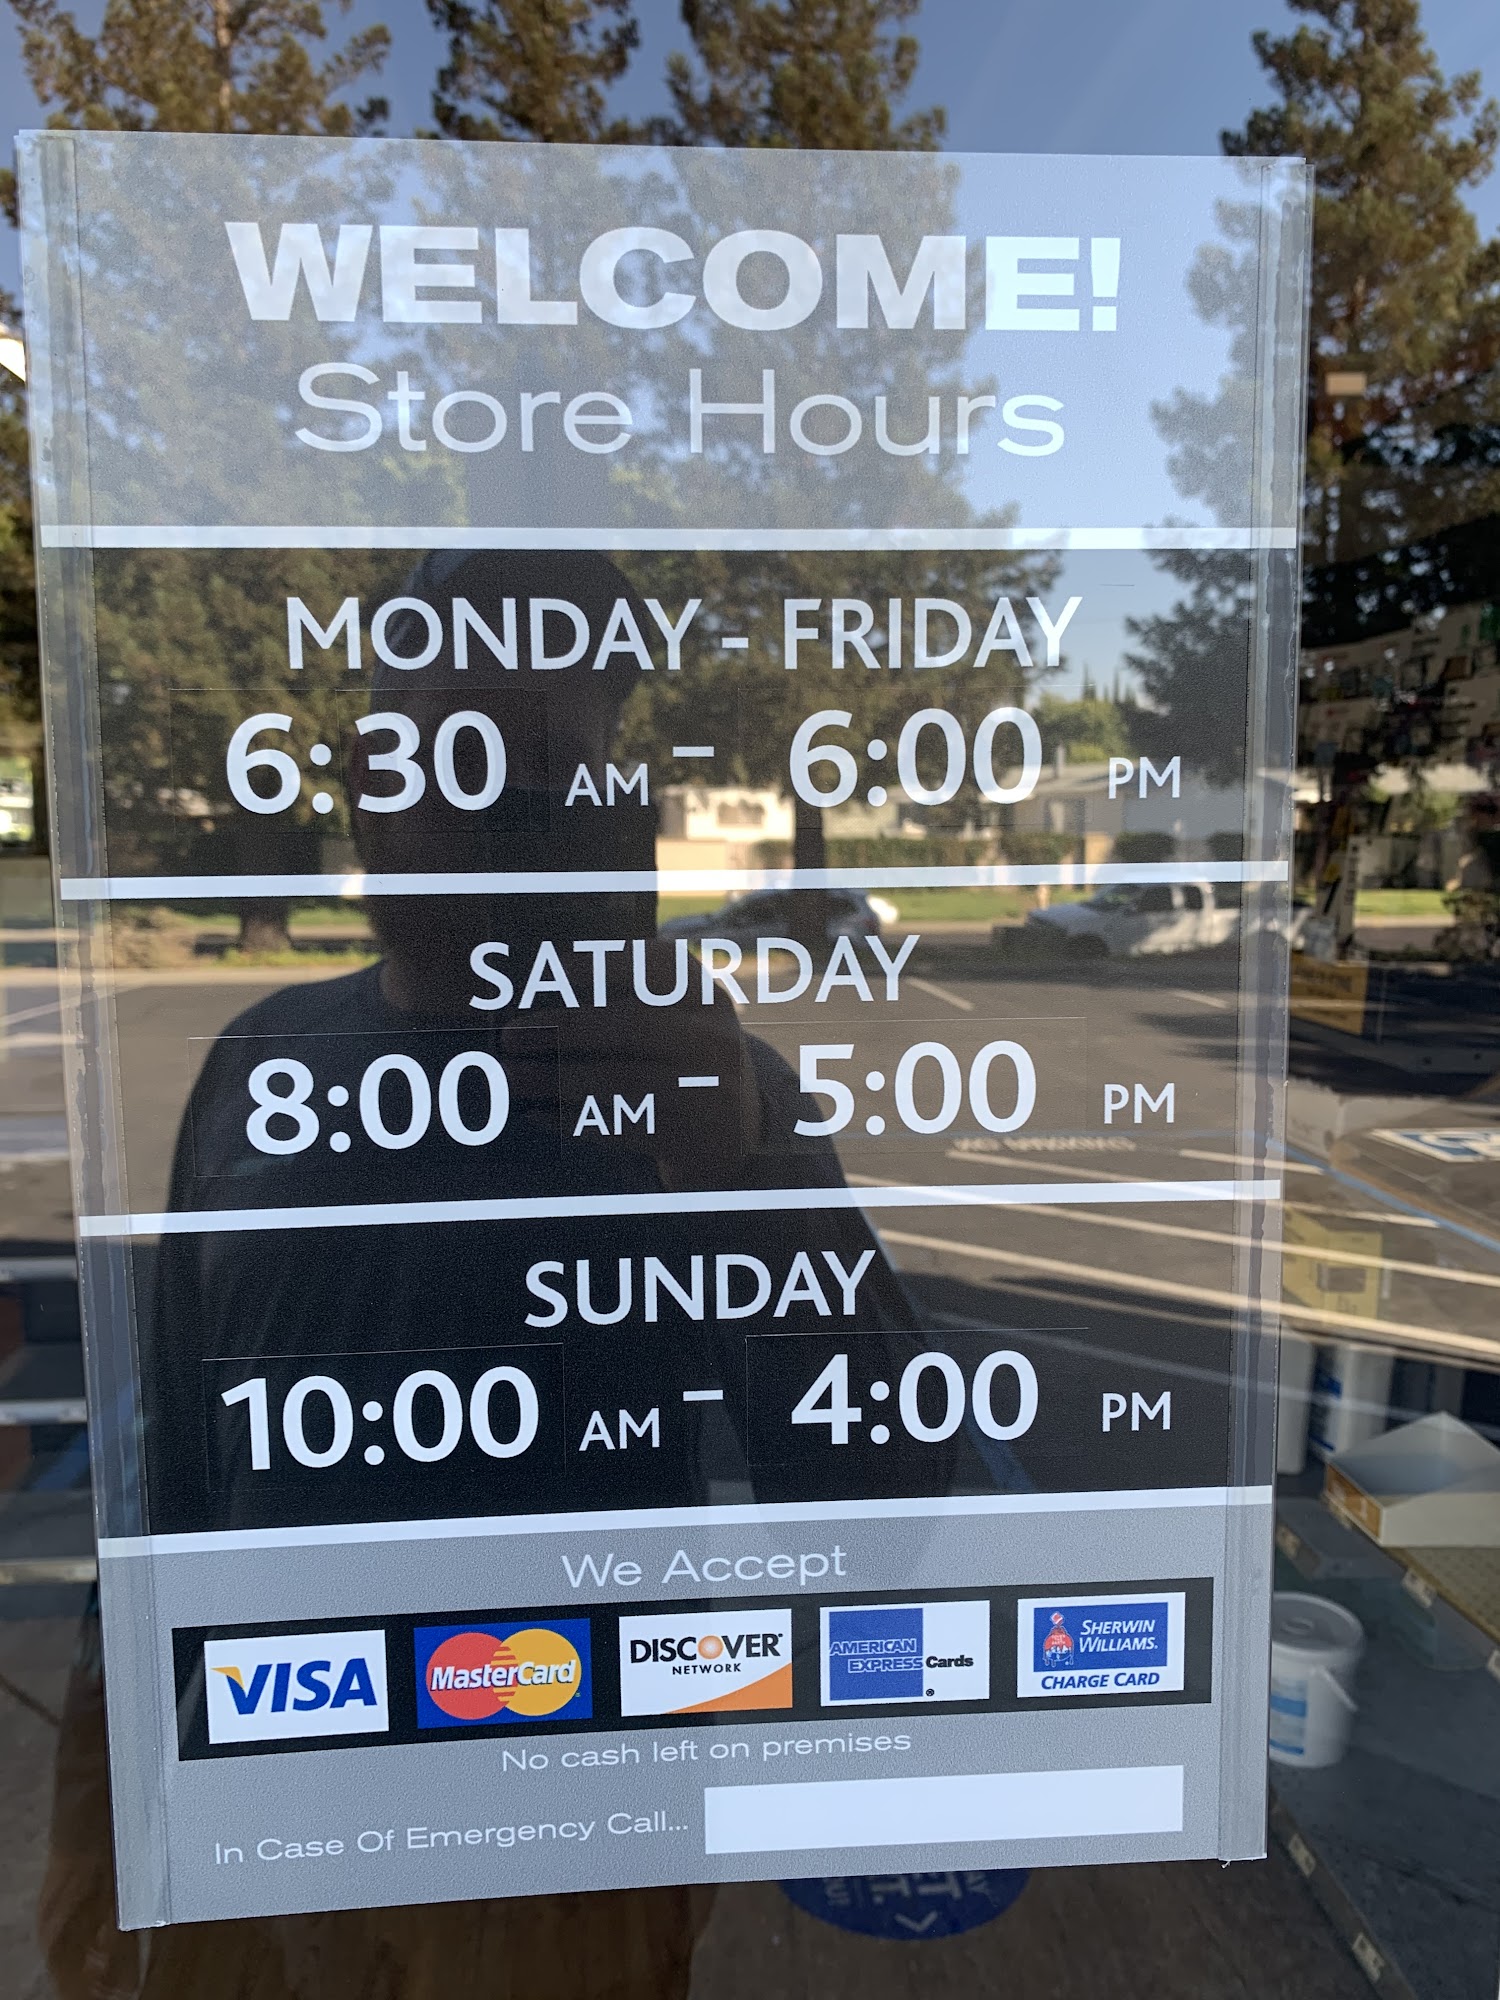 WELCOME!
Store Hours
MONDAY - FRIDAY
6:30 AM - 6:00 PM
SATURDAY
8:00 AM - 5:00 PM
SUNDAY
10:00 AM - 4:00 PM
We Accept
VISA MasterCard DISCOVER NETWORK AMERICAN EXPRESS Cards SHERWIN WILLIAMS. CHARGE CARD
No cash left on premises
In Case Of Emergency Call...